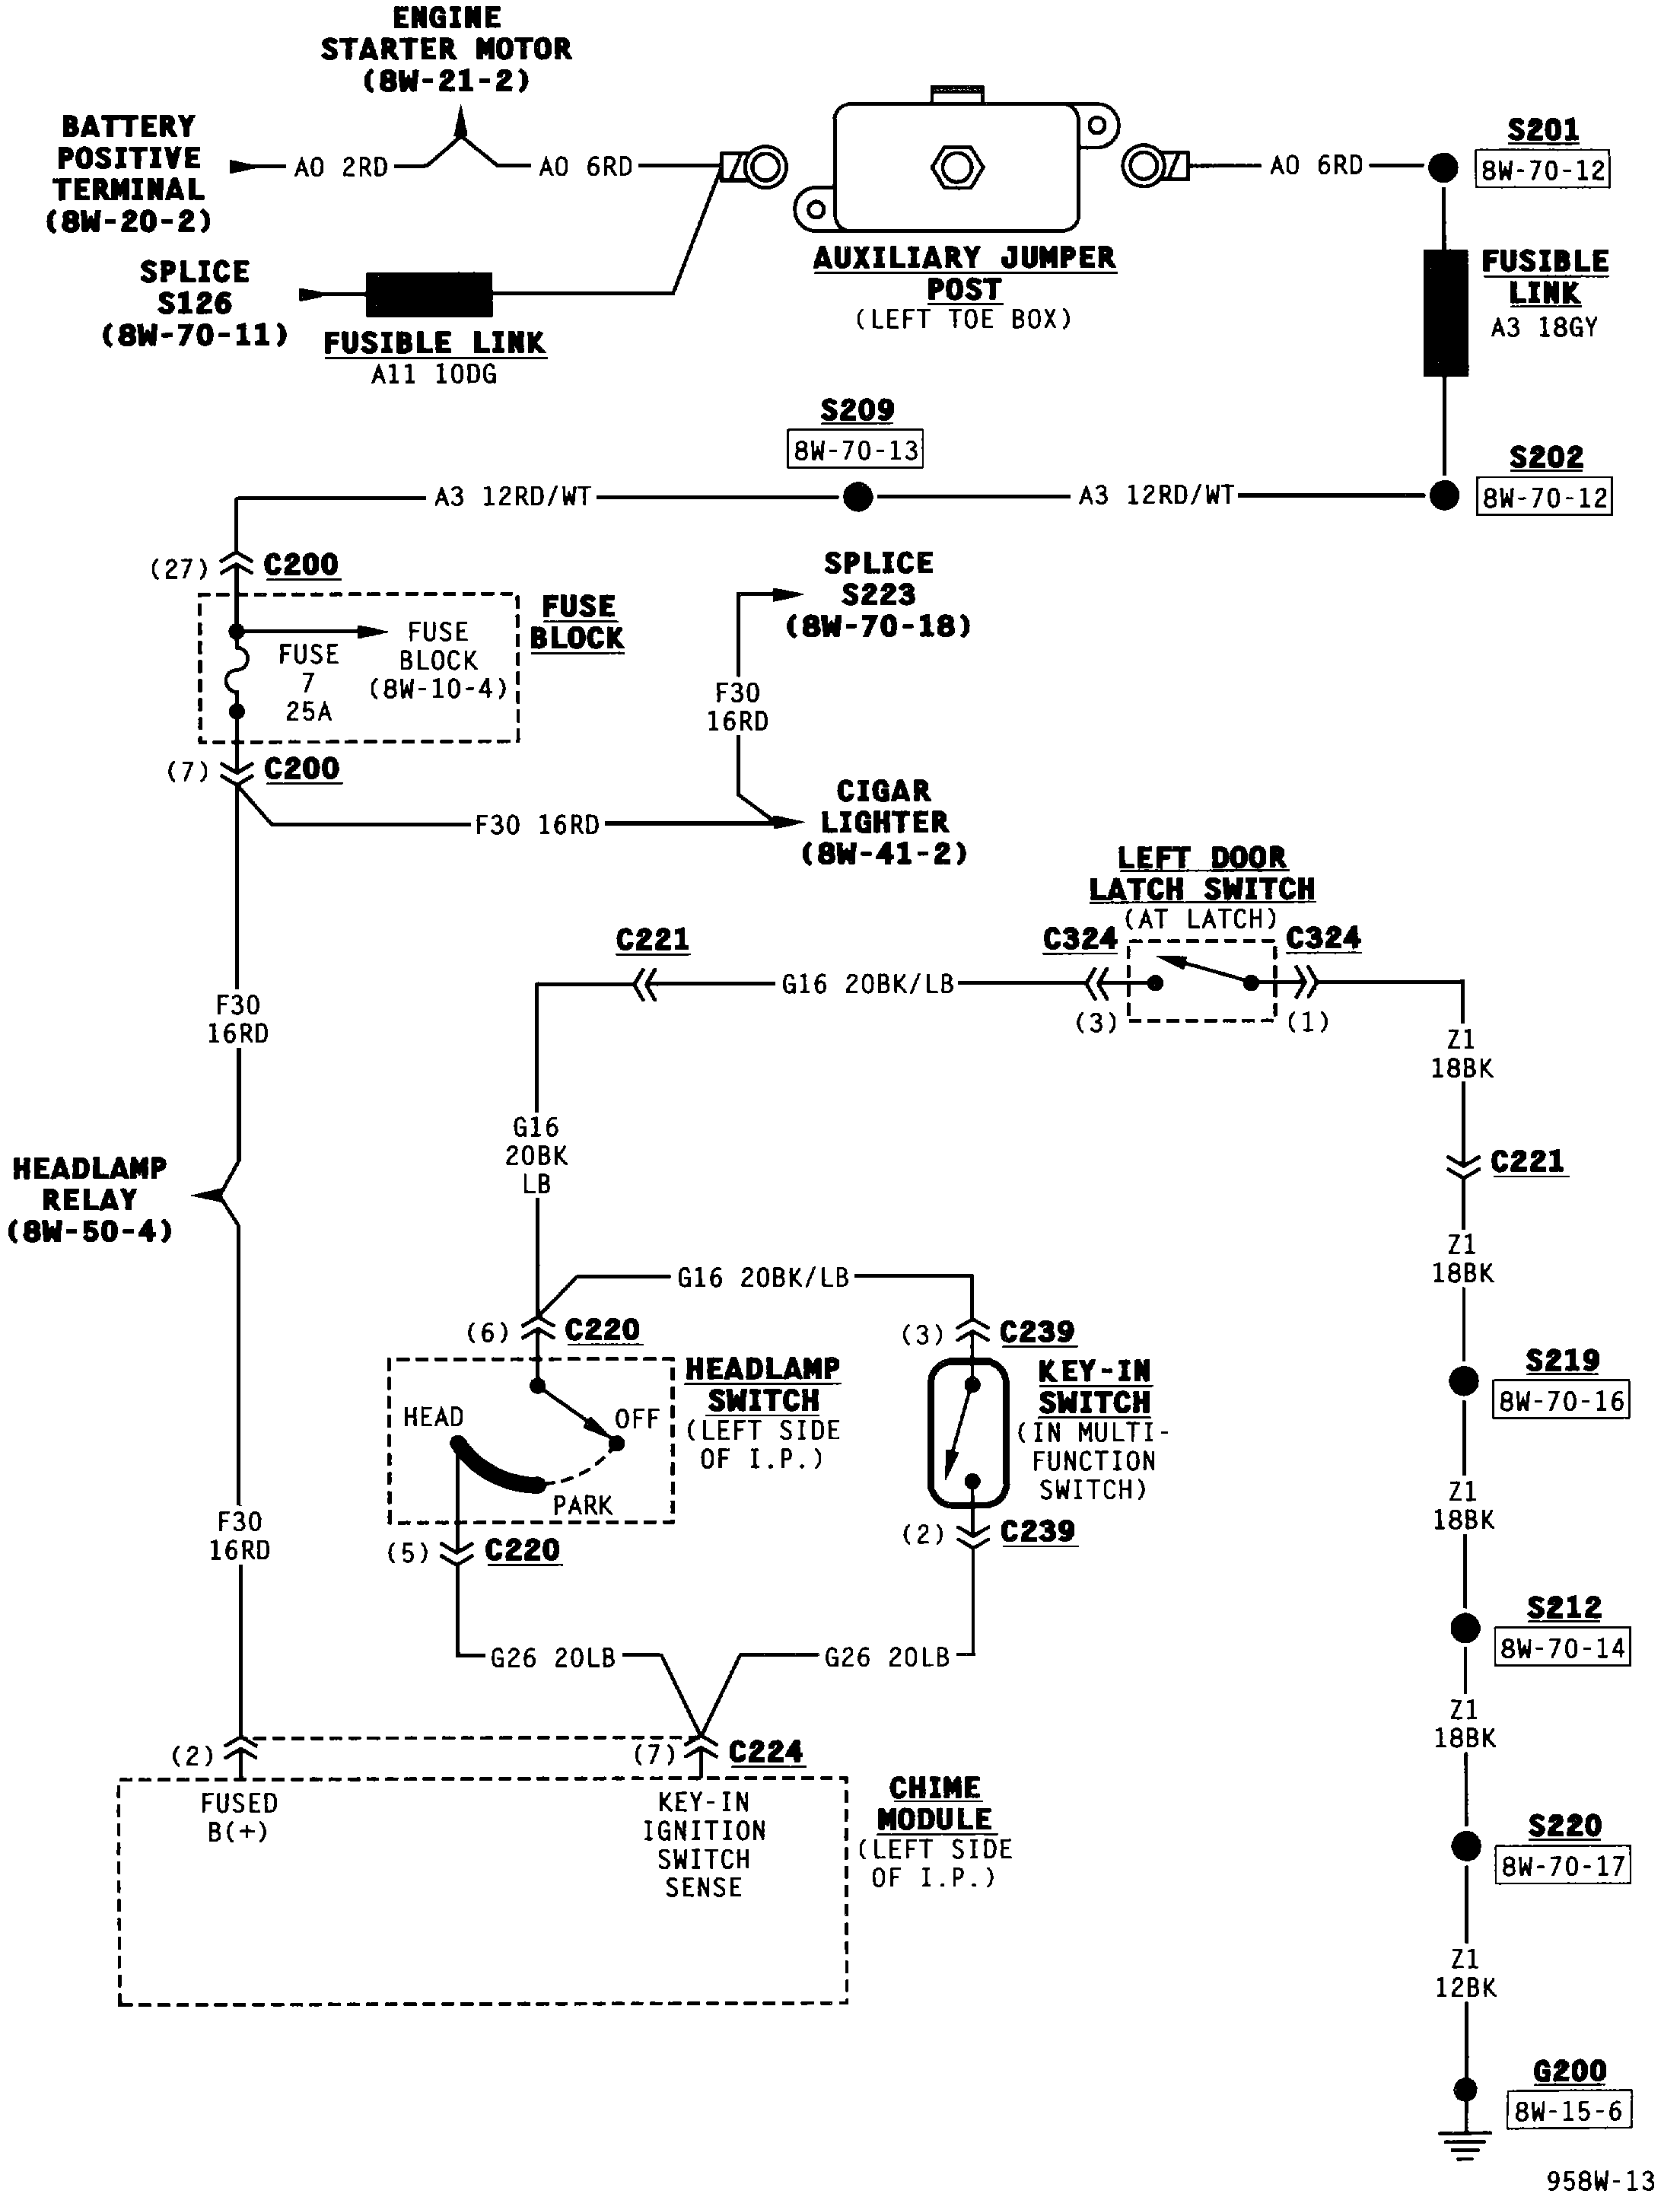 ENGINE
STARTER MOTOR
(8W-21-2)
BATTERY
POSITIVE
TERMINAL
(8W-20-2)
A0 2RD
A0 6RD
A0 6RD
S201
8W-70-12
SPLICE
S126
(8W-70-11)
FUSIBLE LINK
A11 10DG
AUXILIARY JUMPER
POST
(LEFT TOE BOX)
FUSIBLE
LINK
A3 18GY
S209
8W-70-13
S202
8W-70-12
A3 12RD/WT
A3 12RD/WT
(27)
C200
FUSE
BLOCK
FUSE
7
25A
FUSE
BLOCK
(8W-10-4)
SPLICE
S223
(8W-70-18)
F30
16RD
(7)
C200
F30 16RD
CIGAR
LIGHTER
(8W-41-2)
LEFT DOOR
LATCH SWITCH
(AT LATCH)
C221
C324
C324
G16 20BK/LB
(3)
(1)
F30
16RD
Z1
18BK
G16
20BK
LB
C221
HEADLAMP
RELAY
(8W-50-4)
Z1
18BK
G16 20BK/LB
(6)
C220
(3)
C239
HEADLAMP
SWITCH
(LEFT SIDE
OF I.P.)
HEAD
OFF
PARK
KEY-IN
SWITCH
(IN MULTI-
FUNCTION
SWITCH)
S219
8W-70-16
F30
16RD
(5)
C220
(2)
C239
Z1
18BK
G26 20LB
G26 20LB
S212
8W-70-14
Z1
18BK
(2)
(7)
C224
FUSED
B(+)
KEY-IN
IGNITION
SWITCH
SENSE
CHIME
MODULE
(LEFT SIDE
OF I.P.)
S220
8W-70-17
Z1
12BK
G200
8W-15-6
958W-13